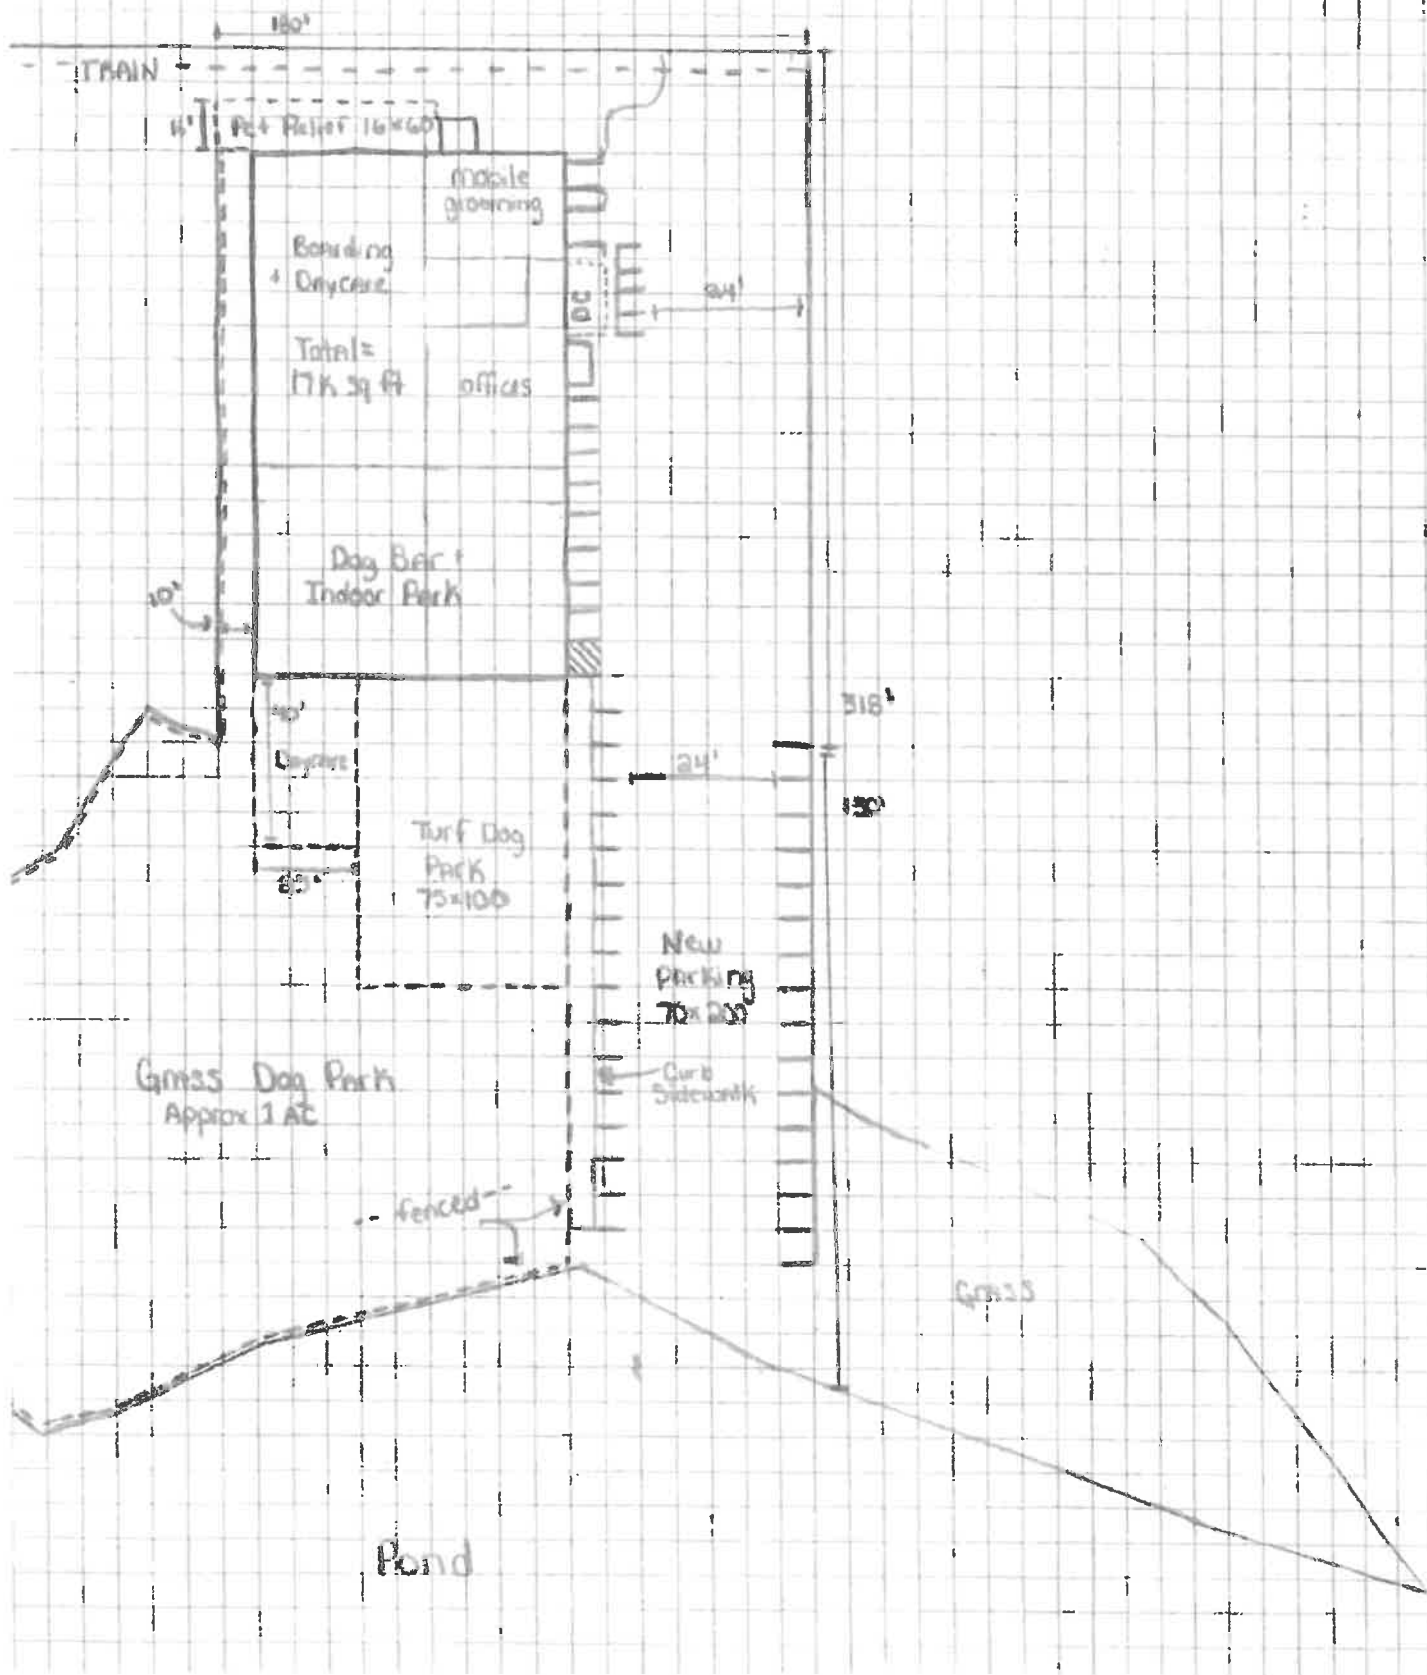 180'
TRAIN
Pet Relief 16x60
mobile
grooming
Boarding
+ Daycare
24'
Total=
17K sq ft
offices
Dog Bar +
Indoor Park
10'
318'
40'
Daycare
24'
150'
Turf Dog
Park
75x100
New
parking
70x200'
Curb
Sidewalk
Grass Dog Park
Approx 1 AC
fenced
Grass
Pond